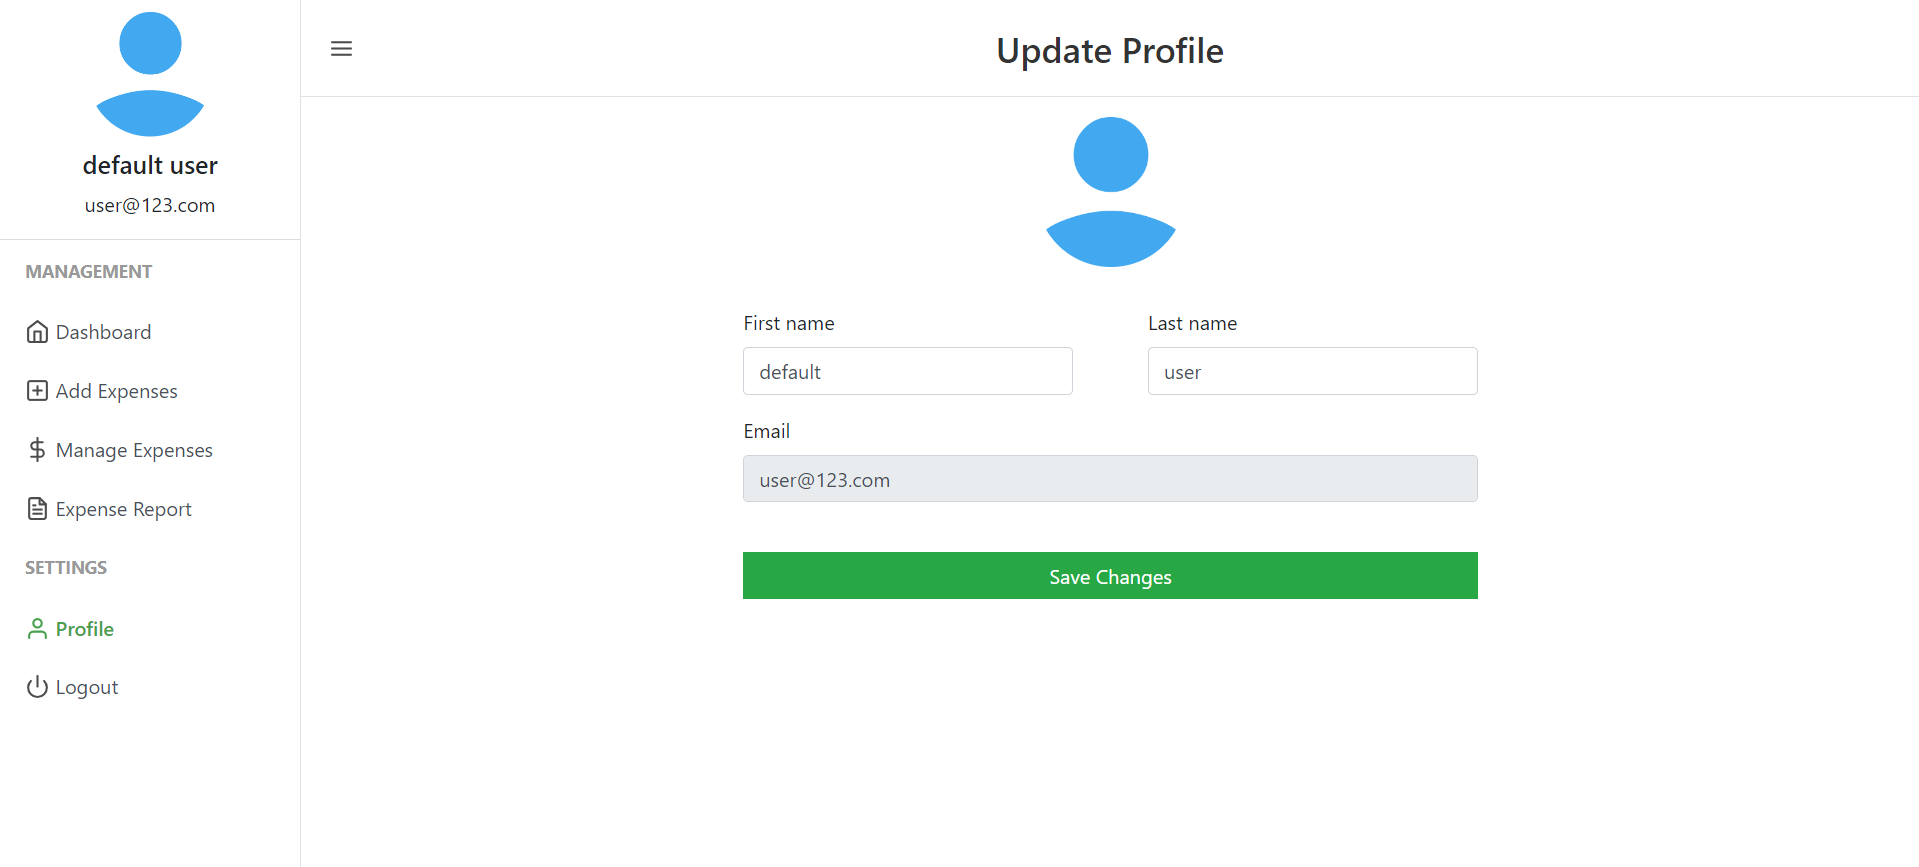 default user
user@123.com
MANAGEMENT
Dashboard
Add Expenses
Manage Expenses
Expense Report
SETTINGS
Profile
Logout
Update Profile
First name
Last name
default
user
Email
user@123.com
Save Changes